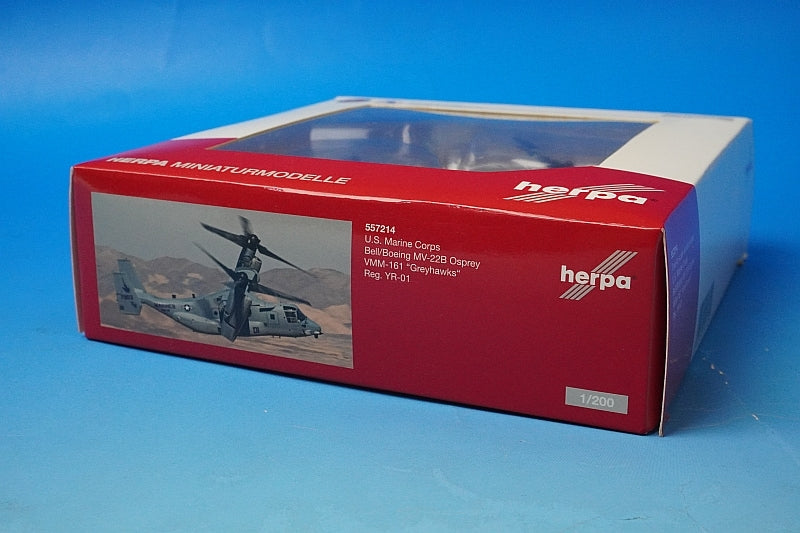 HERPA MINIATURMODELLE
herpa
557214
U.S. Marine Corps
Bell/Boeing MV-22B Osprey
VMM-161 "Greyhawks"
Reg. YR-01
herpa
1/200